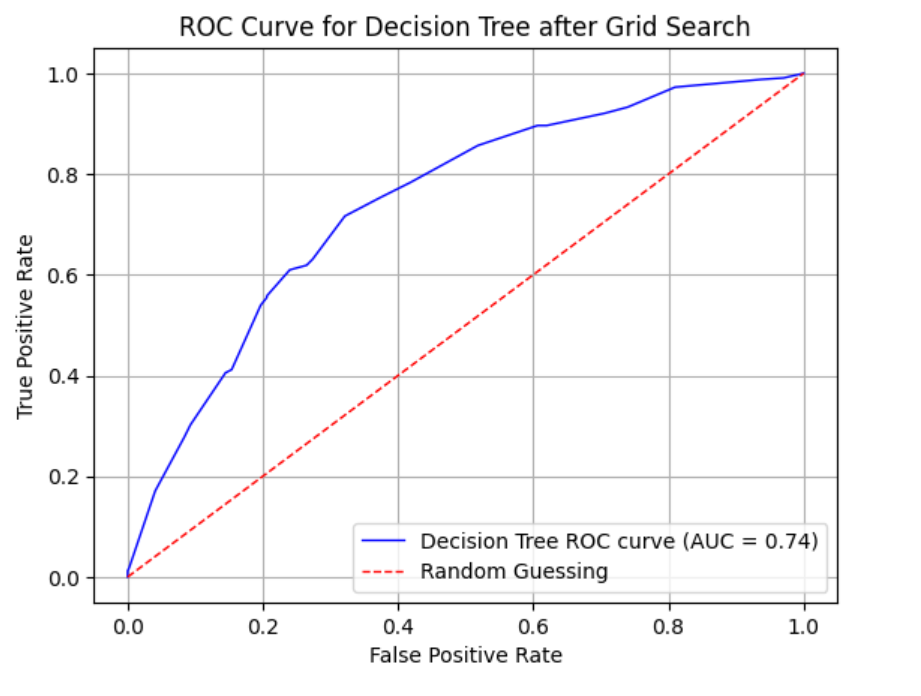 ROC Curve for Decision Tree after Grid Search
1.0
0.8
0.6
0.4
0.2
0.0
True Positive Rate
Decision Tree ROC curve (AUC = 0.74)
Random Guessing
0.0 0.2 0.4 0.6 0.8 1.0
False Positive Rate